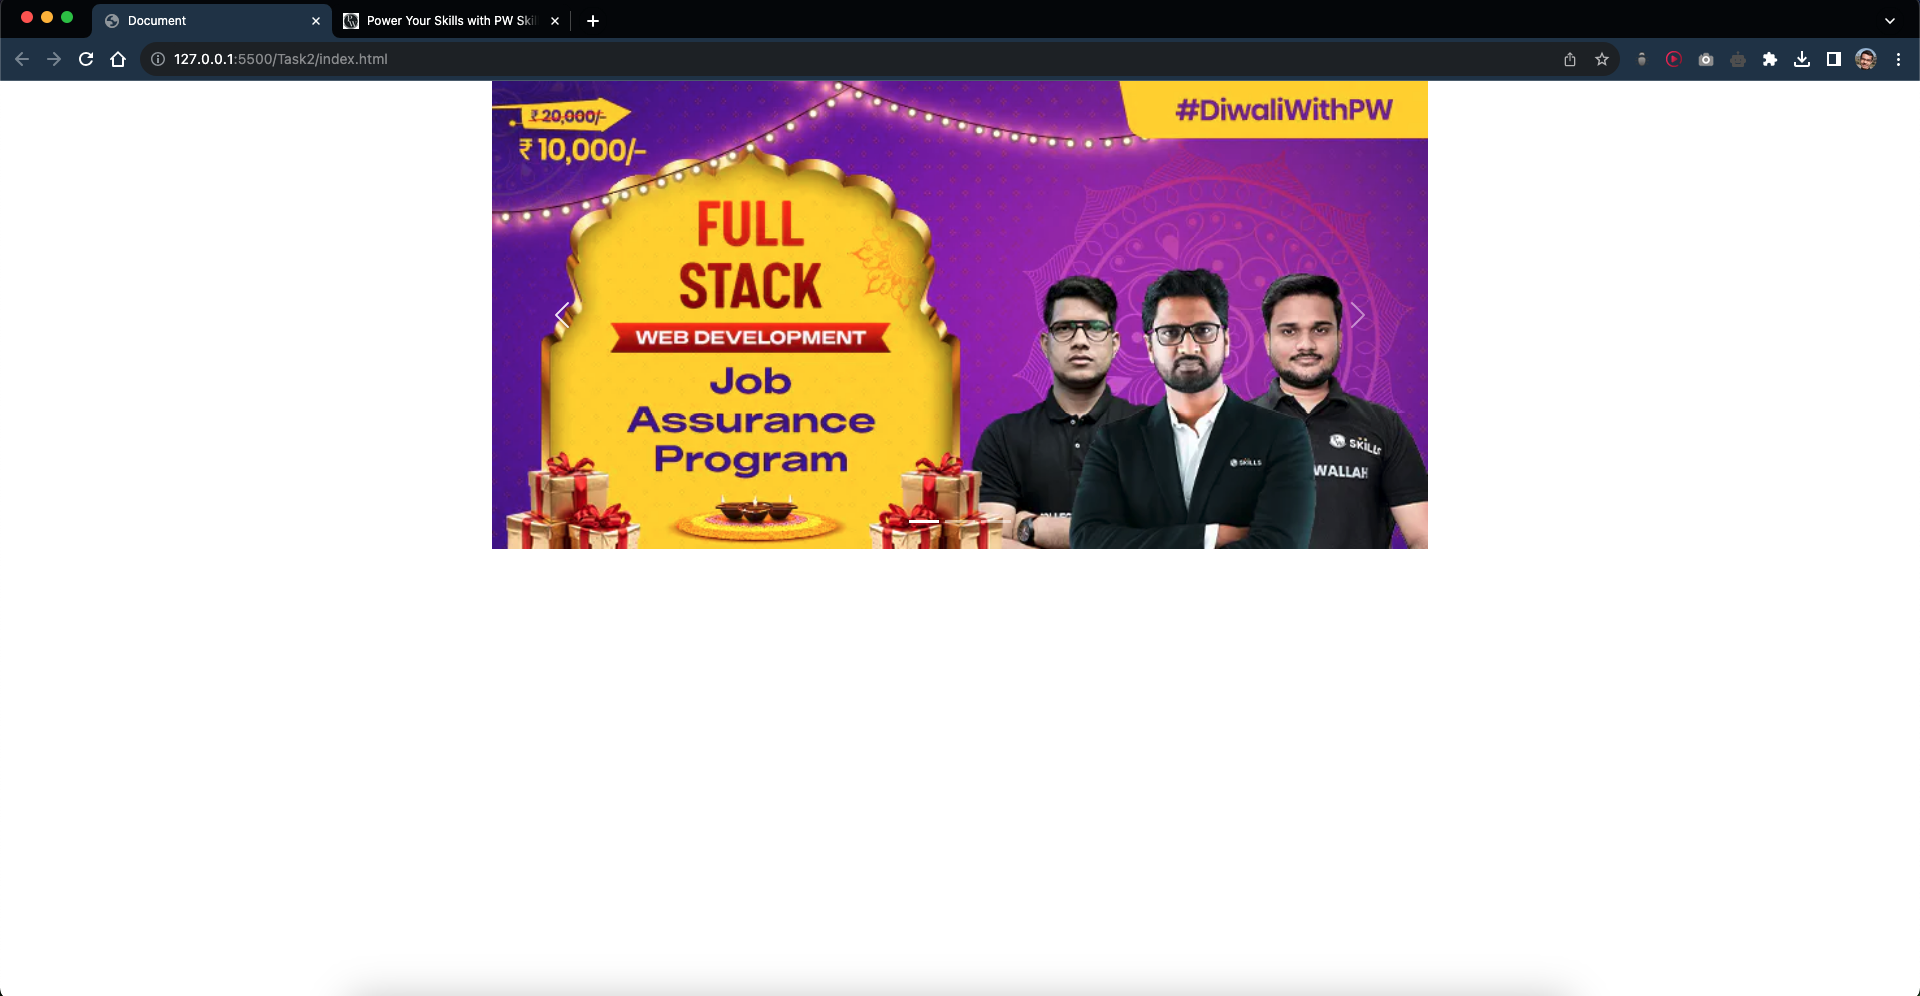 Document
Power Your Skills with PW Skil
127.0.0.1:5500/Task2/index.html
₹ 20,000/-
₹ 10,000/-
#DiwaliWithPW
FULL
STACK
WEB DEVELOPMENT
Job
Assurance
Program
SKILLS
SKILLS
WALLAH